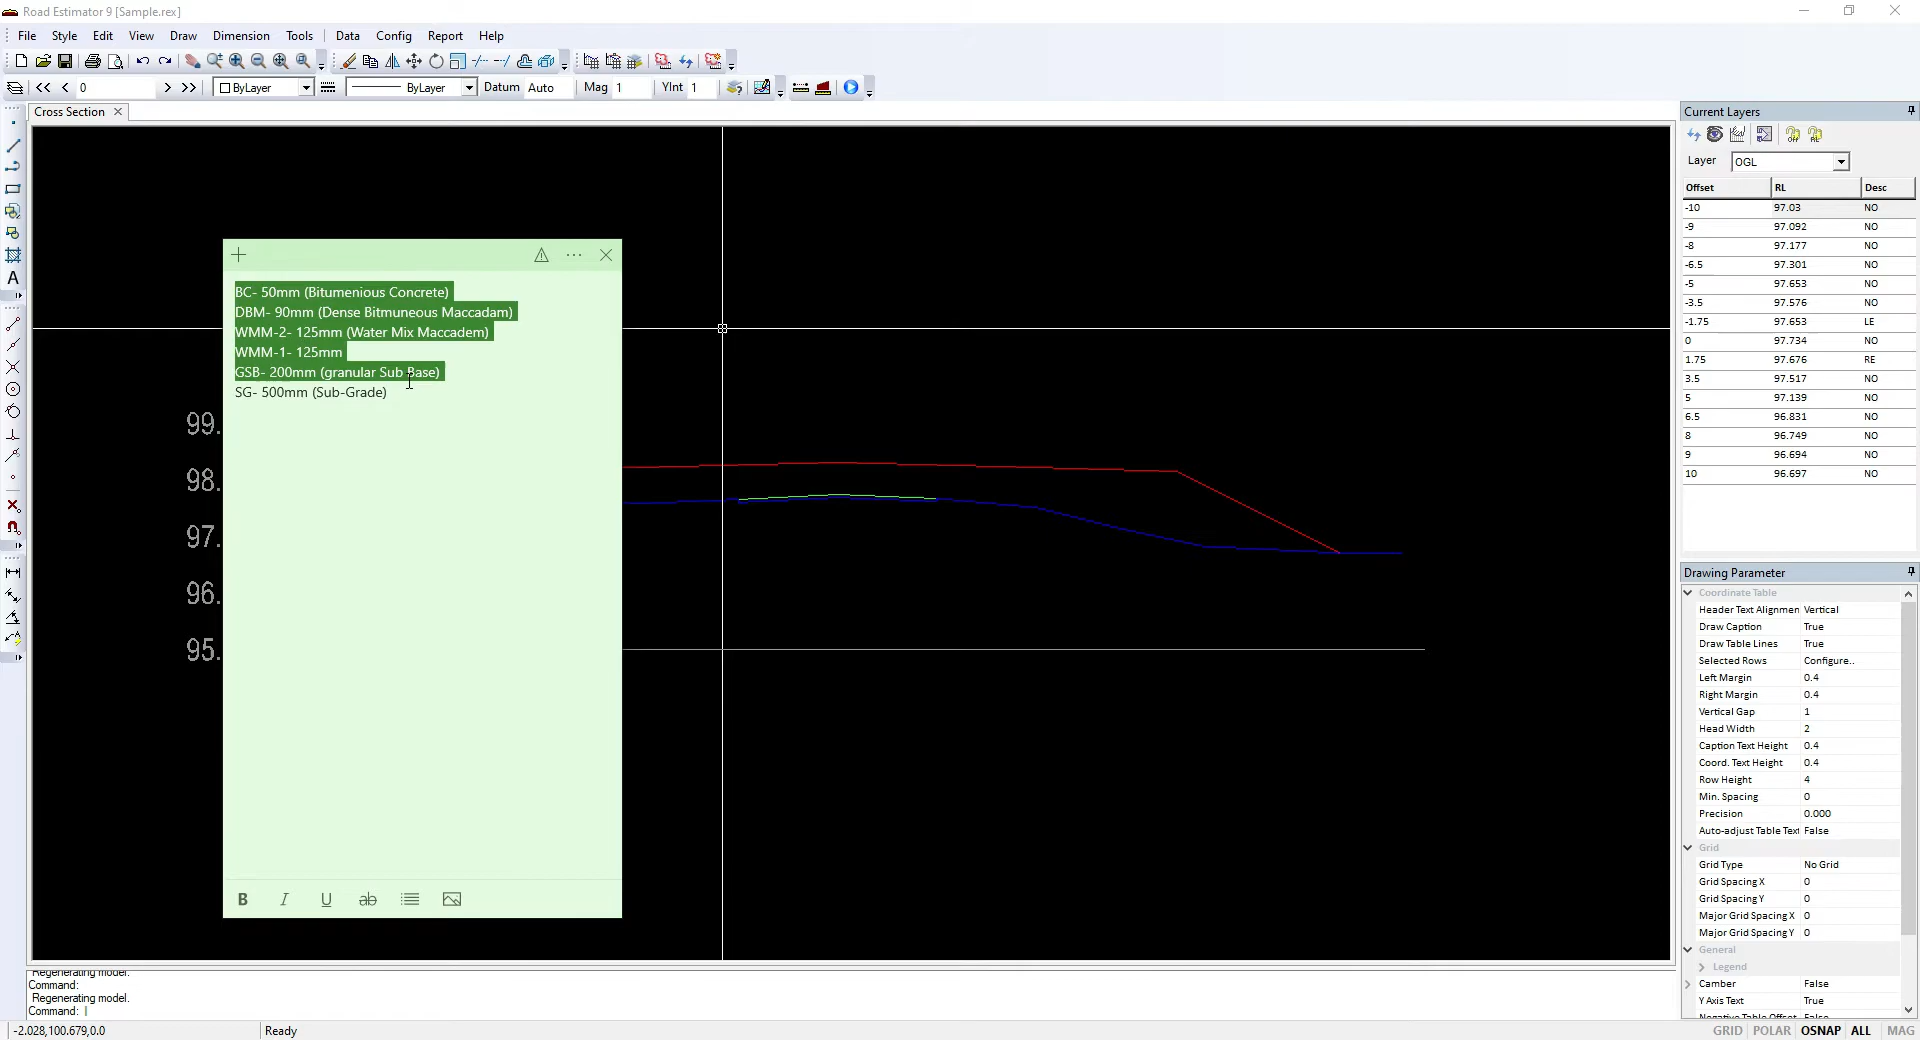 Road Estimator 9 [Sample.rex]
File Style Edit View Draw Dimension Tools Data Config Report Help
0 ByLayer ByLayer Datum Auto Mag 1 YInt 1
Cross Section
BC- 50mm (Bitumenious Concrete)
DBM- 90mm (Dense Bitmuneous Maccadam)
WMM-2- 125mm (Water Mix Maccadem)
WMM-1- 125mm
GSB- 200mm (granular Sub Base)
SG- 500mm (Sub-Grade)
99.
98.
97.
96.
95.
B I U ab
Current Layers
Layer OGL
Offset RL Desc
-10 97.03 NO
-9 97.092 NO
-8 97.177 NO
-6.5 97.301 NO
-5 97.653 NO
-3.5 97.576 NO
-1.75 97.653 LE
0 97.734 NO
1.75 97.676 RE
3.5 97.517 NO
5 97.139 NO
6.5 96.831 NO
8 96.749 NO
9 96.694 NO
10 96.697 NO
Drawing Parameter
Coordinate Table
Header Text Alignmen Vertical
Draw Caption True
Draw Table Lines True
Selected Rows Configure..
Left Margin 0.4
Right Margin 0.4
Vertical Gap 1
Head Width 2
Caption Text Height 0.4
Coord. Text Height 0.4
Row Height 4
Min. Spacing 0
Precision 0.000
Auto-adjust Table Text False
Grid
Grid Type No Grid
Grid Spacing X 0
Grid Spacing Y 0
Major Grid Spacing X 0
Major Grid Spacing Y 0
General
Legend
Camber False
Y Axis Text True
Negative Table Offset False
Regenerating model.
Command:
Regenerating model.
Command:
-2.028,100.679,0.0 Ready GRID POLAR OSNAP ALL MAG